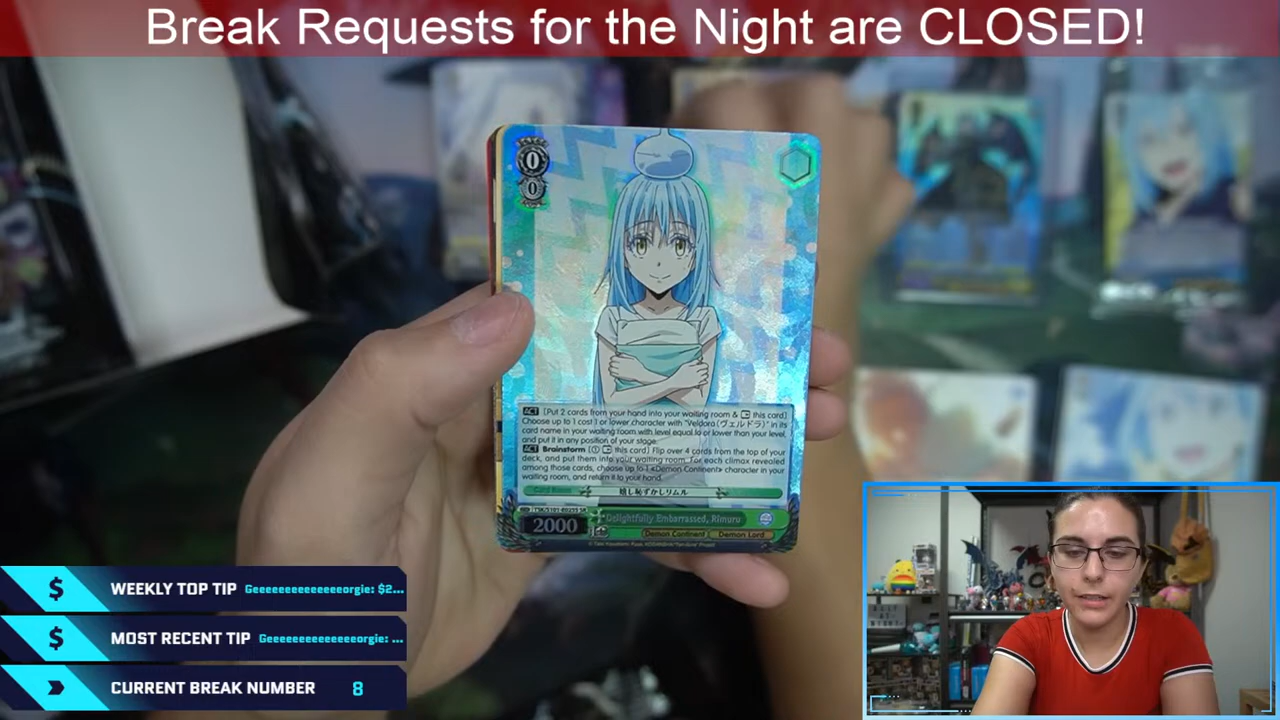 Break Requests for the Night are CLOSED!
0
0
ACT [Put 2 cards from your hand into your waiting room & this card]
Choose up to 1 cost 1 or lower character with "Veldora(ヴェルドラ)" in its
card name in your waiting room with level equal to or lower than your level,
and put it in any position of your stage.
ACT Brainstorm [① this card] Flip over 4 cards from the top of your
deck, and put them into your waiting room. For each climax revealed
among those cards, choose up to 1 «Demon Continent» character in your
waiting room, and return it to your hand.
嬉し恥ずかしリムル
2000
Delightfully Embarrassed, Rimuru
Demon Continent
Demon Lord
$ WEEKLY TOP TIP Geeeeeeeeeeeeeeorgie: $2...
$ MOST RECENT TIP Geeeeeeeeeeeeeeorgie: ...
CURRENT BREAK NUMBER 8